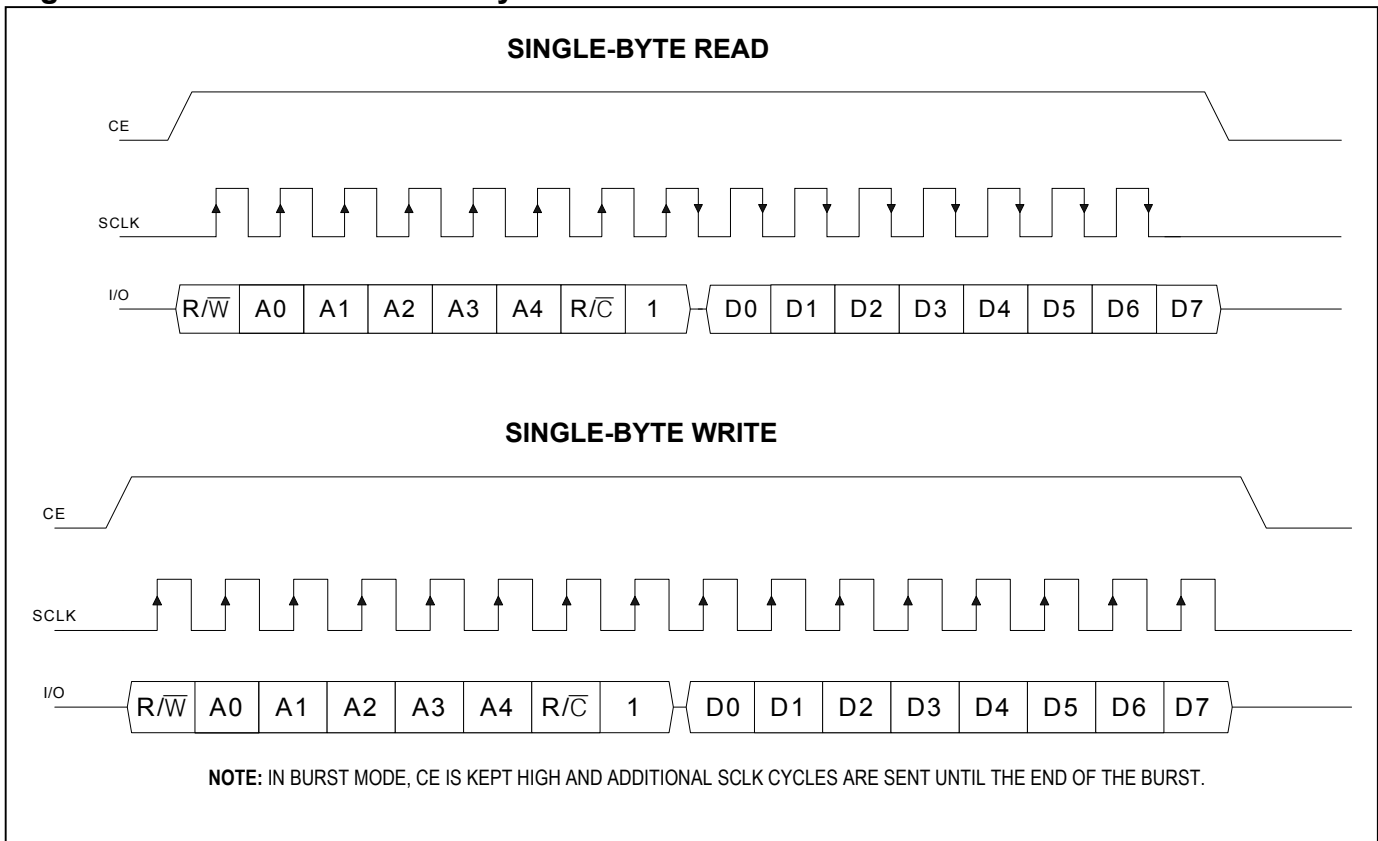 SINGLE-BYTE READ
CE
SCLK
I/O
R/W̅ A0 A1 A2 A3 A4 R/C̅ 1 D0 D1 D2 D3 D4 D5 D6 D7
SINGLE-BYTE WRITE
CE
SCLK
I/O
R/W̅ A0 A1 A2 A3 A4 R/C̅ 1 D0 D1 D2 D3 D4 D5 D6 D7
NOTE: IN BURST MODE, CE IS KEPT HIGH AND ADDITIONAL SCLK CYCLES ARE SENT UNTIL THE END OF THE BURST.